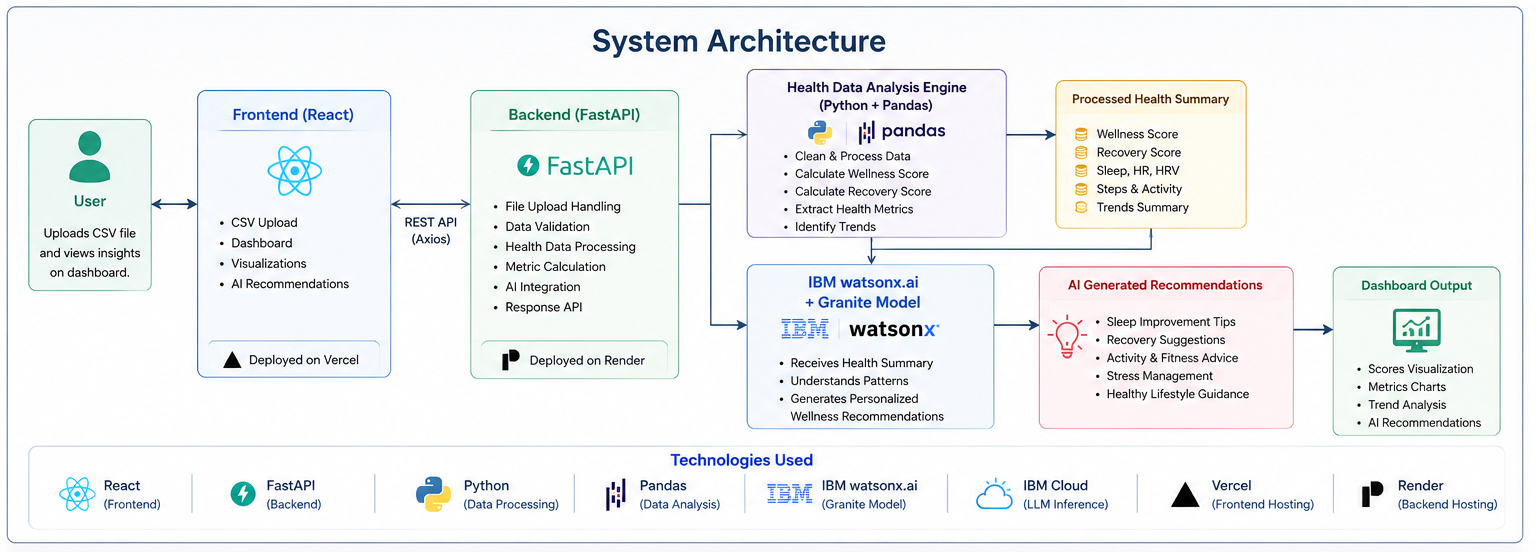 System Architecture
User
Uploads CSV file
and views insights
on dashboard.
Frontend (React)
• CSV Upload
• Dashboard
• Visualizations
• AI Recommendations
Deployed on Vercel
REST API
(Axios)
Backend (FastAPI)
FastAPI
• File Upload Handling
• Data Validation
• Health Data Processing
• Metric Calculation
• AI Integration
• Response API
Deployed on Render
Health Data Analysis Engine
(Python + Pandas)
pandas
• Clean & Process Data
• Calculate Wellness Score
• Calculate Recovery Score
• Extract Health Metrics
• Identify Trends
Processed Health Summary
Wellness Score
Recovery Score
Sleep, HR, HRV
Steps & Activity
Trends Summary
IBM watsonx.ai
+ Granite Model
IBM watsonx
• Receives Health Summary
• Understands Patterns
• Generates Personalized
Wellness Recommendations
AI Generated Recommendations
• Sleep Improvement Tips
• Recovery Suggestions
• Activity & Fitness Advice
• Stress Management
• Healthy Lifestyle Guidance
Dashboard Output
• Scores Visualization
• Metrics Charts
• Trend Analysis
• AI Recommendations
Technologies Used
React
(Frontend)
FastAPI
(Backend)
Python
(Data Processing)
Pandas
(Data Analysis)
IBM
IBM watsonx.ai
(Granite Model)
IBM Cloud
(LLM Inference)
Vercel
(Frontend Hosting)
Render
(Backend Hosting)